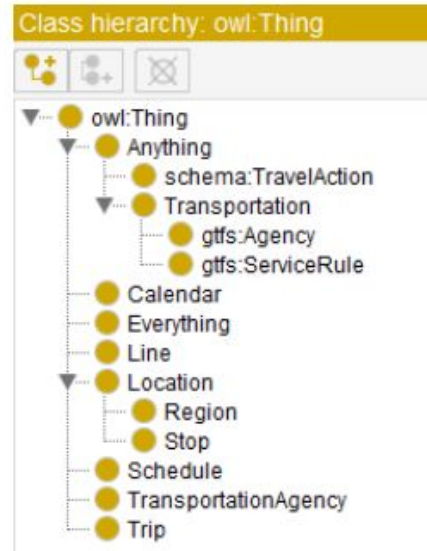 Class hierarchy: owl:Thing
owl:Thing
Anything
schema:TravelAction
Transportation
gtfs:Agency
gtfs:ServiceRule
Calendar
Everything
Line
Location
Region
Stop
Schedule
TransportationAgency
Trip